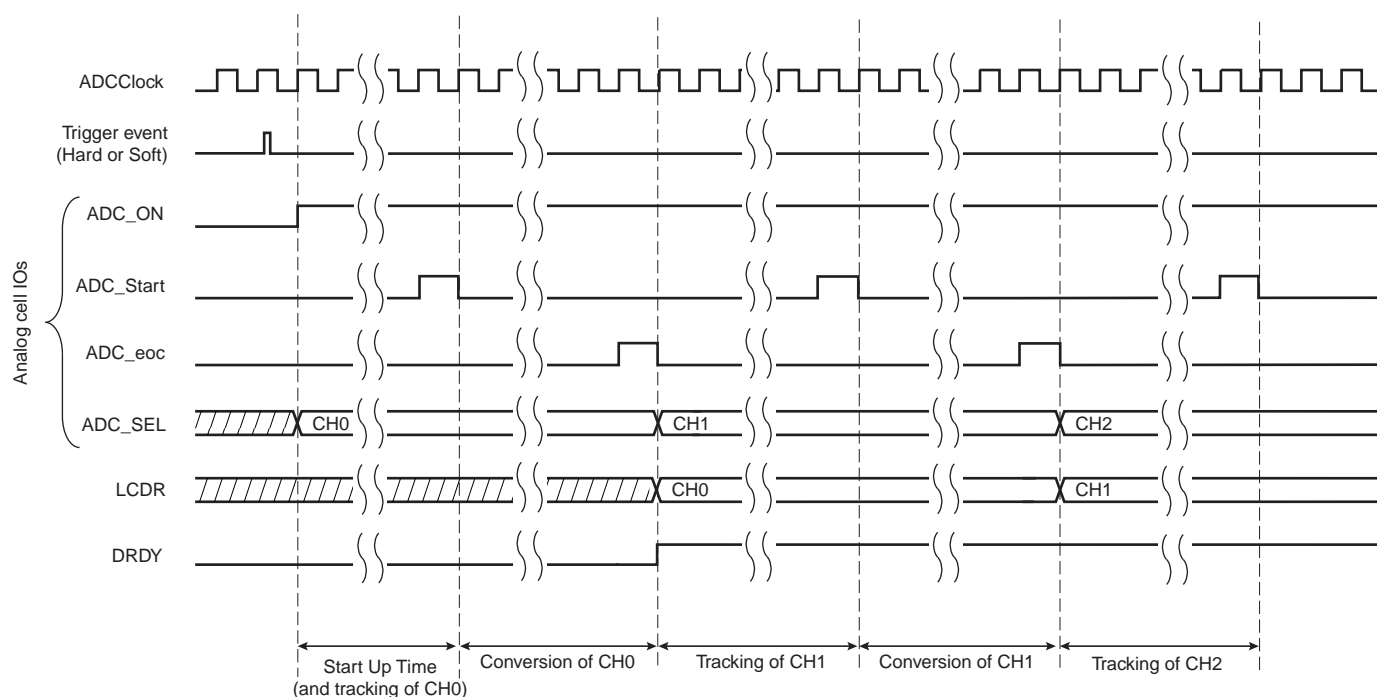 ADCClock
Trigger event
(Hard or Soft)
Analog cell IOs
ADC_ON
ADC_Start
ADC_eoc
ADC_SEL
CH0
CH1
CH2
LCDR
CH0
CH1
DRDY
Start Up Time
(and tracking of CH0)
Conversion of CH0
Tracking of CH1
Conversion of CH1
Tracking of CH2